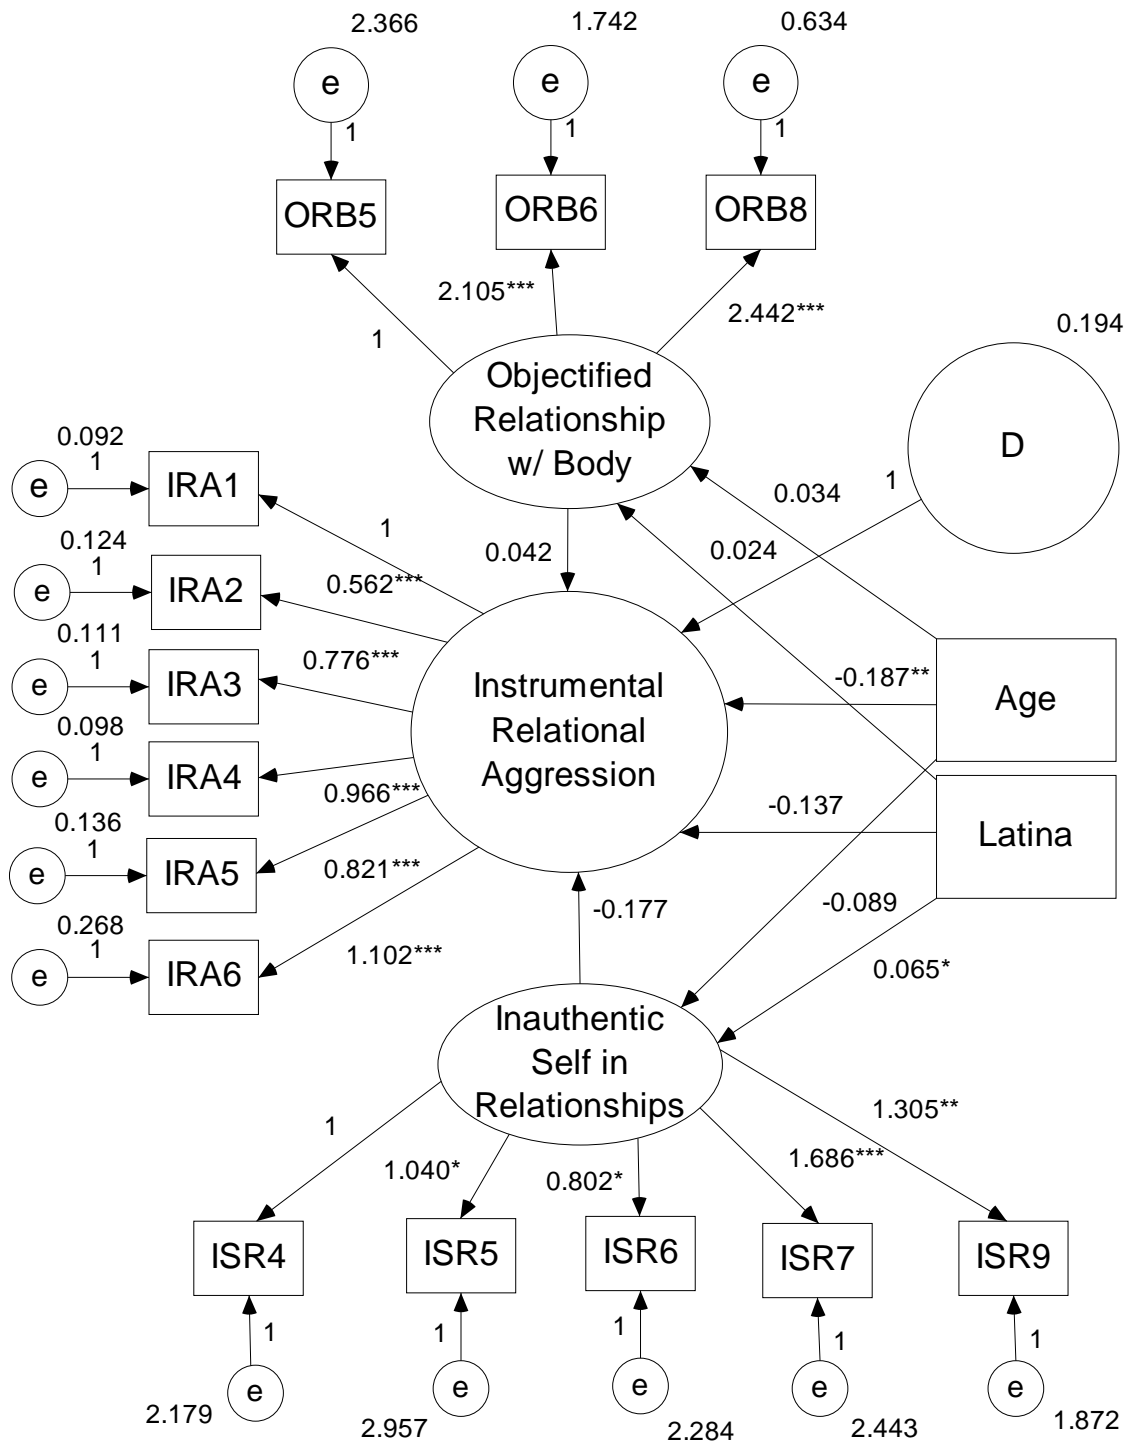 2.366
1.742
0.634
e
e
e
1
1
1
ORB5
ORB6
ORB8
2.105***
2.442***
1
0.194
Objectified
Relationship
w/ Body
D
0.092
1
e
IRA1
1
0.034
1
0.124
1
e
IRA2
0.562***
0.042
0.024
0.111
1
e
IRA3
0.776***
Instrumental
Relational
Aggression
-0.187**
Age
0.098
1
e
IRA4
0.966***
-0.137
Latina
0.136
1
e
IRA5
0.821***
-0.177
-0.089
0.268
1
e
IRA6
1.102***
0.065*
Inauthentic
Self in
Relationships
1
1.040*
0.802*
1.686***
1.305**
ISR4
ISR5
ISR6
ISR7
ISR9
1
1
1
1
1
e
e
e
e
e
2.179
2.957
2.284
2.443
1.872